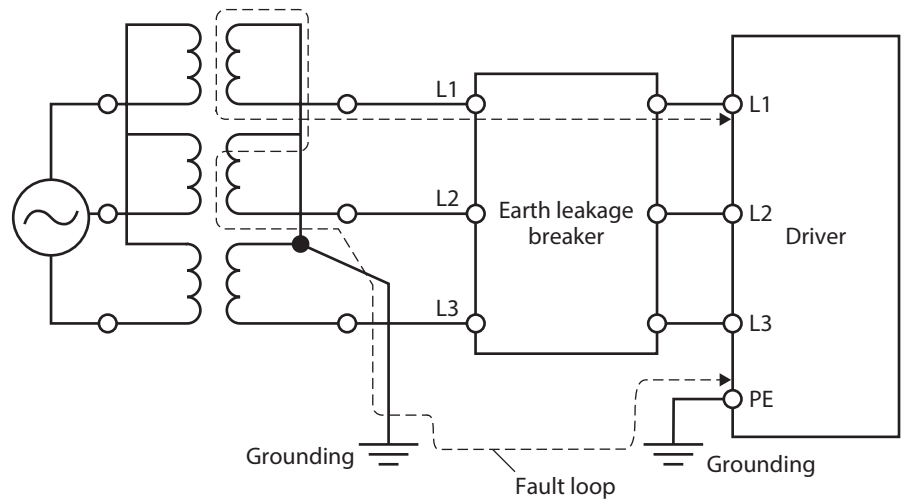 L1
L1
L2
Earth leakage
breaker
L2
Driver
L3
L3
PE
Grounding
Grounding
Fault loop